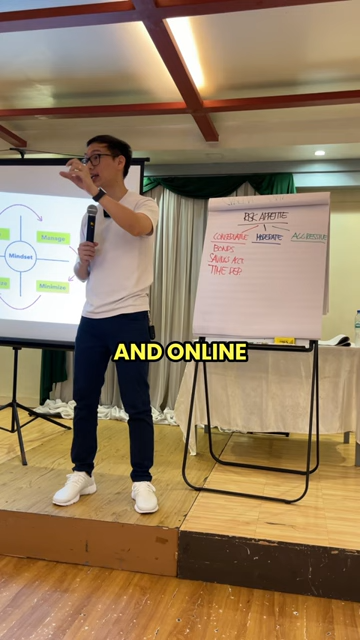 Manage
Mindset
Minimize
RISK APPETITE
CONSERVATIVE
MODERATE
AGGRESSIVE
BONDS
SAVINGS ACCT
TIME DEP
AND ONLINE